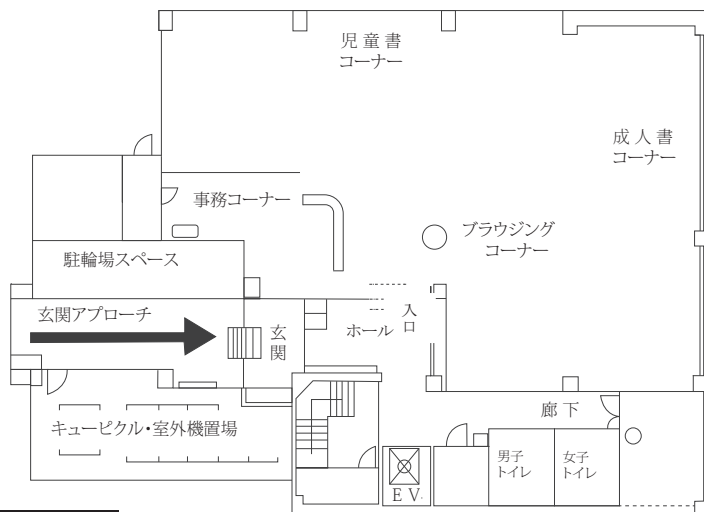 児童書
コーナー
成人書
コーナー
事務コーナー
ブラウジング
コーナー
駐輪場スペース
玄関アプローチ
玄関
ホール
入口
廊下
キュービクル・室外機置場
男子
トイレ
女子
トイレ
EV.